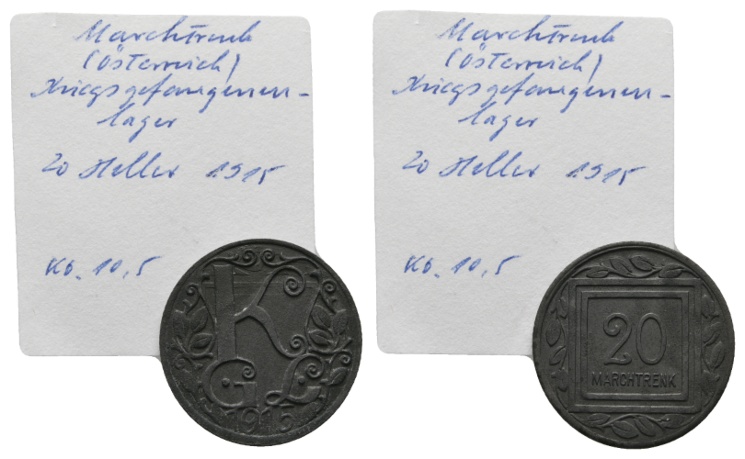 Marchtrenk
(Österreich)
Kriegsgefangenen-
lager
20 Heller 1915
Kb. 10,5
K
G L
1915
Marchtrenk
(Österreich)
Kriegsgefangenen-
lager
20 Heller 1915
Kb. 10,5
20
MARCHTRENK